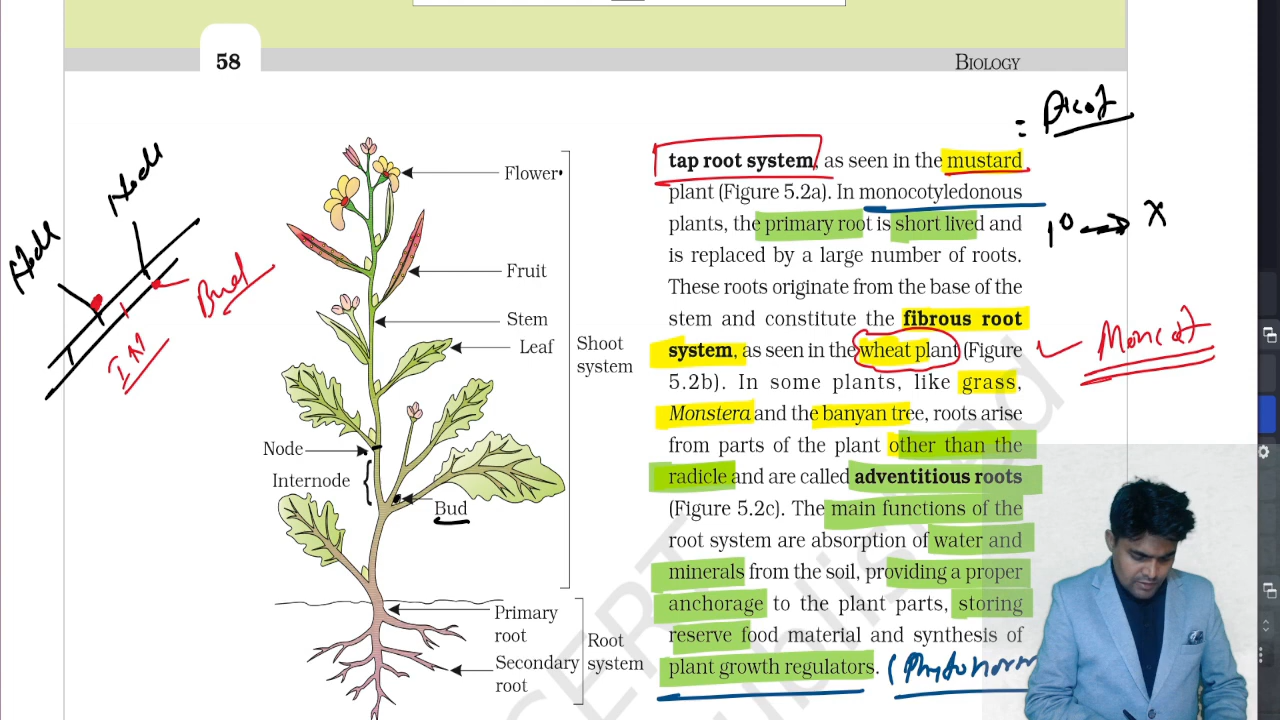 58
BIOLOGY
= Dicot
tap root system, as seen in the mustard
plant (Figure 5.2a). In monocotyledonous
plants, the primary root is short lived and
1° → X
is replaced by a large number of roots.
These roots originate from the base of the
stem and constitute the fibrous root
system, as seen in the wheat plant (Figure
Moncot
5.2b). In some plants, like grass,
Monstera and the banyan tree, roots arise
from parts of the plant other than the
radicle and are called adventitious roots
(Figure 5.2c). The main functions of the
root system are absorption of water and
minerals from the soil, providing a proper
anchorage to the plant parts, storing
reserve food material and synthesis of
plant growth regulators. (Phytohorm
Flower
Fruit
Stem
Leaf
Shoot
system
Node
Internode
Bud
Primary
root
Secondary
root
Root
system
Node
Node
Bud
IN